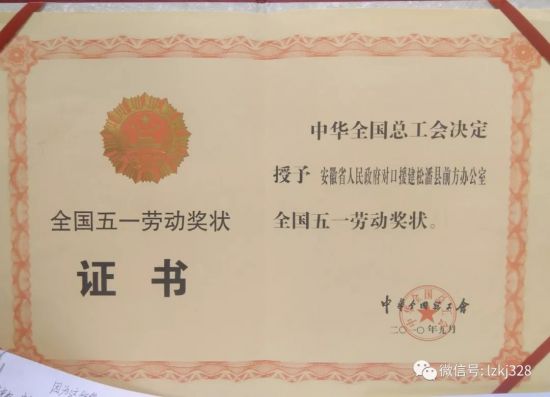 全国五一劳动奖状
证书
中华全国总工会决定
授予 安徽省人民政府对口援建松潘县前方办公室
全国五一劳动奖状。
中华全国总工會
二〇一〇年九月
微信号: lzkj328